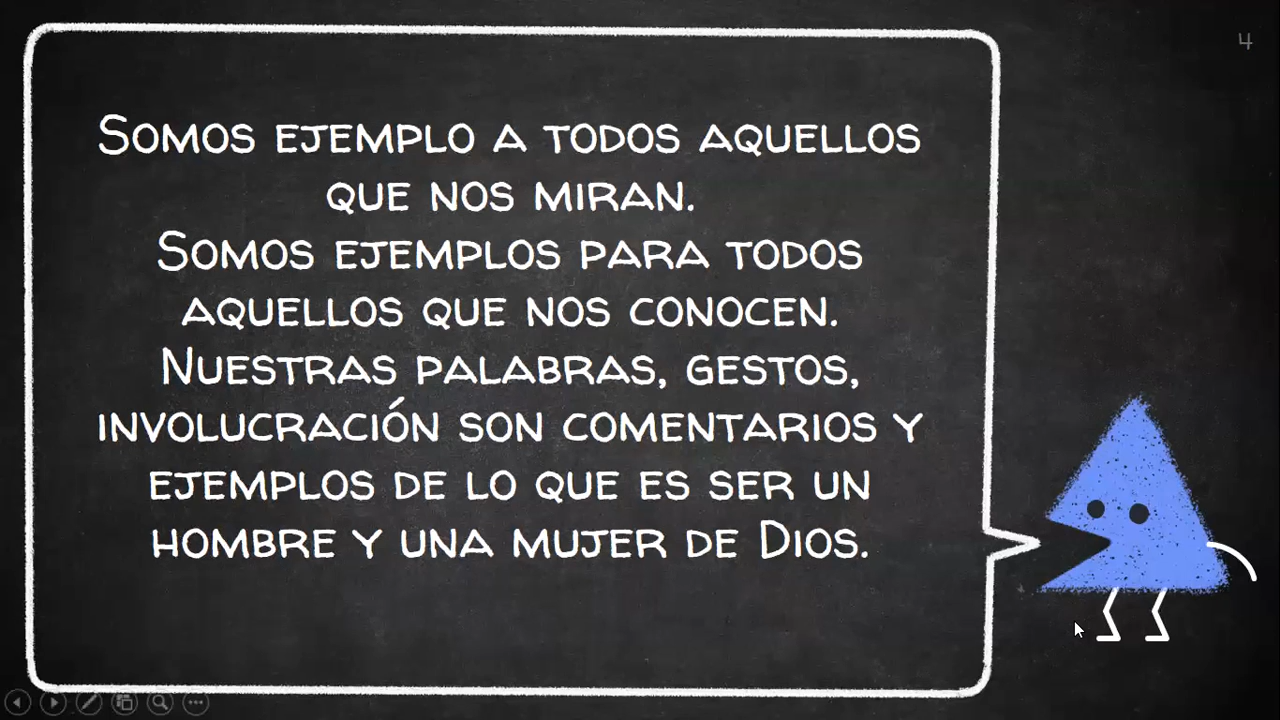 4
Somos ejemplo a todos aquellos
que nos miran.
Somos ejemplos para todos
aquellos que nos conocen.
Nuestras palabras, gestos,
involucración son comentarios y
ejemplos de lo que es ser un
hombre y una mujer de Dios.